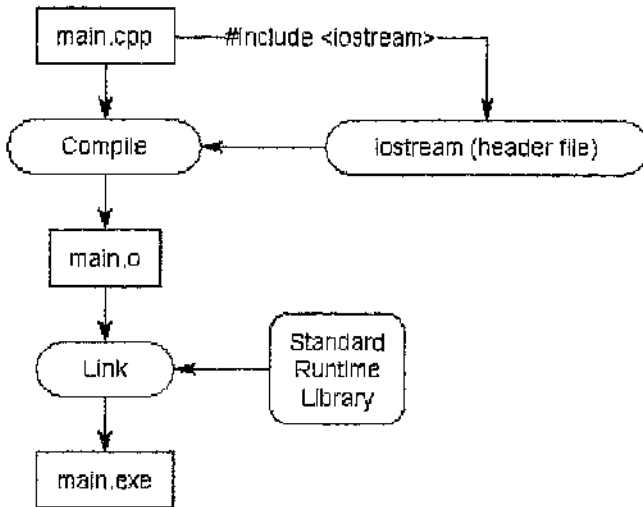 main.cpp
#include <iostream>
Compile
iostream (header file)
main.o
Link
Standard
Runtime
Library
main.exe